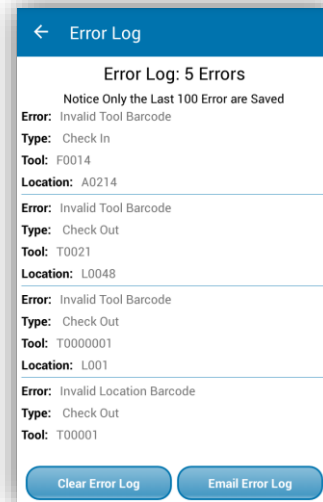 Error Log
Error Log: 5 Errors
Notice Only the Last 100 Error are Saved
Error: Invalid Tool Barcode
Type: Check In
Tool: F0014
Location: A0214
Error: Invalid Tool Barcode
Type: Check Out
Tool: T0021
Location: L0048
Error: Invalid Tool Barcode
Type: Check Out
Tool: T0000001
Location: L001
Error: Invalid Location Barcode
Type: Check Out
Tool: T00001
Clear Error Log Email Error Log